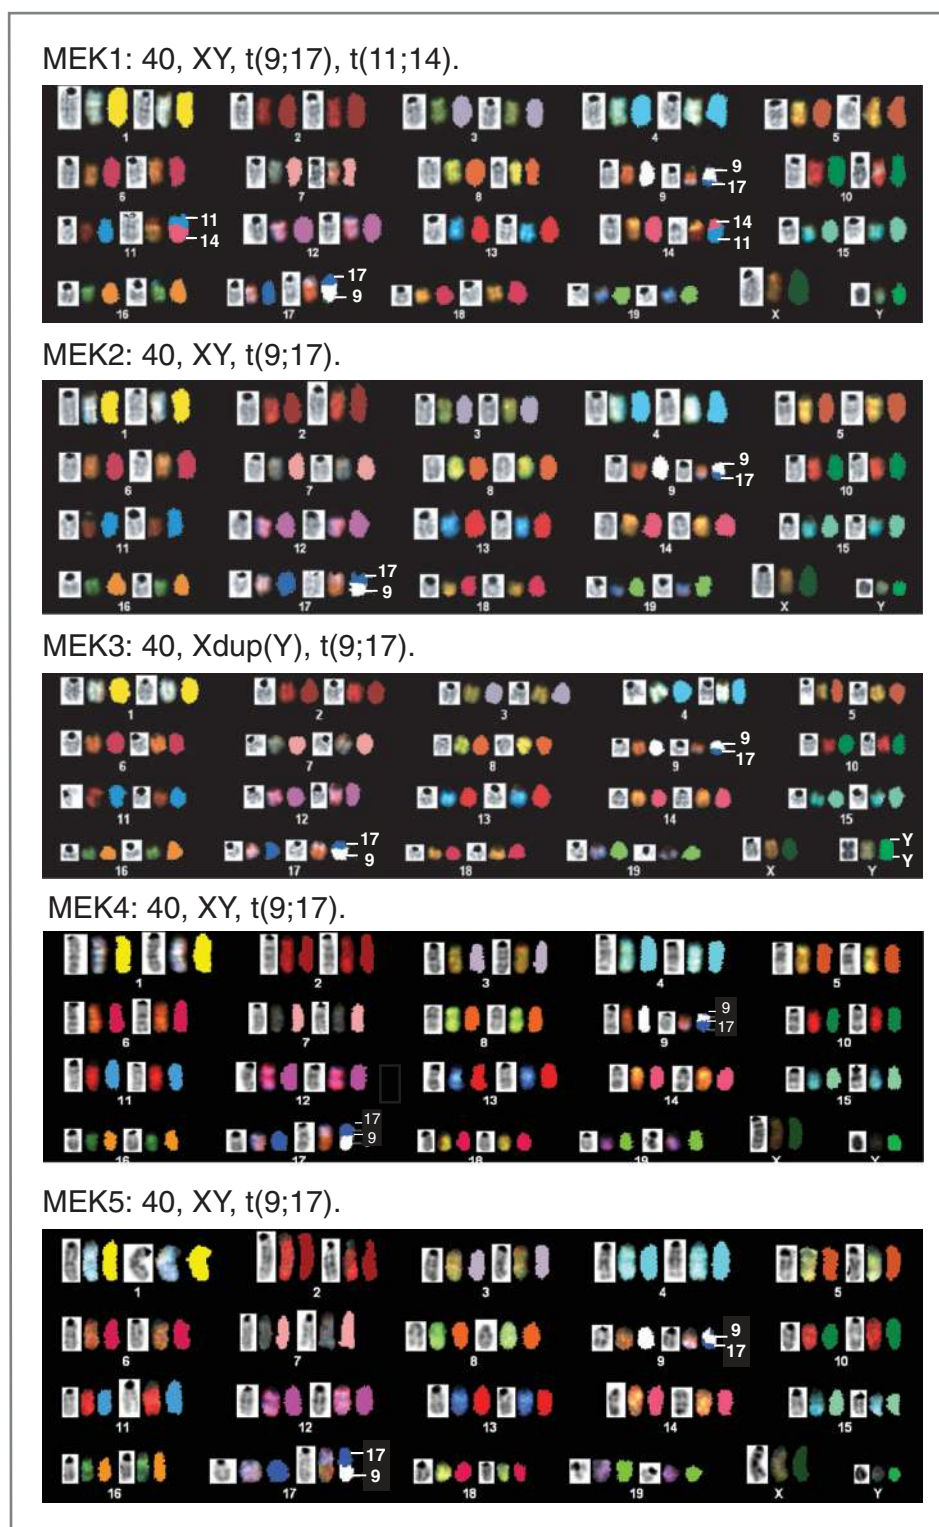 MEK1: 40, XY, t(9;17), t(11;14).
1 2 3 4 5
9
17
6 7 8 9 10
11
14
14
11
11 12 13 14 15
17
9
16 17 18 19 X Y
MEK2: 40, XY, t(9;17).
1 2 3 4 5
9
17
6 7 8 9 10
11 12 13 14 15
17
9
16 17 18 19 X Y
MEK3: 40, Xdup(Y), t(9;17).
1 2 3 4 5
9
17
6 7 8 9 10
11 12 13 14 15
17
9
Y
Y
16 17 18 19 X Y
MEK4: 40, XY, t(9;17).
1 2 3 4 5
9
17
6 7 8 9 10
11 12 13 14 15
17
9
16 17 18 19 X Y
MEK5: 40, XY, t(9;17).
1 2 3 4 5
9
17
6 7 8 9 10
11 12 13 14 15
17
9
16 17 18 19 X Y